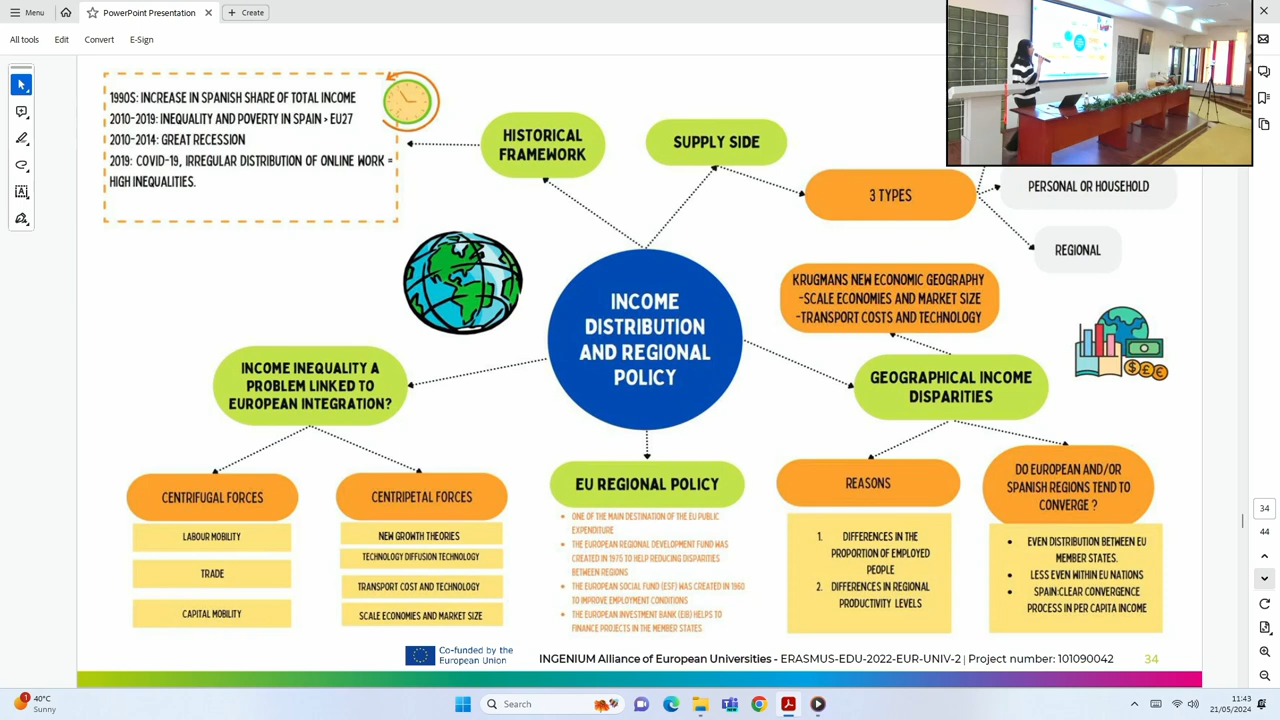 Menu
PowerPoint Presentation
Create
All tools
Edit
Convert
E-Sign
1990S: INCREASE IN SPANISH SHARE OF TOTAL INCOME
2010-2019: INEQUALITY AND POVERTY IN SPAIN > EU27
2010-2014: GREAT RECESSION
2019: COVID-19, IRREGULAR DISTRIBUTION OF ONLINE WORK =
HIGH INEQUALITIES.
HISTORICAL
FRAMEWORK
SUPPLY SIDE
3 TYPES
PERSONAL OR HOUSEHOLD
REGIONAL
KRUGMANS NEW ECONOMIC GEOGRAPHY
-SCALE ECONOMIES AND MARKET SIZE
-TRANSPORT COSTS AND TECHNOLOGY
INCOME
DISTRIBUTION
AND REGIONAL
POLICY
INCOME INEQUALITY A
PROBLEM LINKED TO
EUROPEAN INTEGRATION?
GEOGRAPHICAL INCOME
DISPARITIES
CENTRIFUGAL FORCES
LABOUR MOBILITY
TRADE
CAPITAL MOBILITY
CENTRIPETAL FORCES
NEW GROWTH THEORIES
TECHNOLOGY DIFFUSION TECHNOLOGY
TRANSPORT COST AND TECHNOLOGY
SCALE ECONOMIES AND MARKET SIZE
EU REGIONAL POLICY
• ONE OF THE MAIN DESTINATION OF THE EU PUBLIC
EXPENDITURE
• THE EUROPEAN REGIONAL DEVELOPMENT FUND WAS
CREATED IN 1975 TO HELP REDUCING DISPARITIES
BETWEEN REGIONS
• THE EUROPEAN SOCIAL FUND (ESF) WAS CREATED IN 1960
TO IMPROVE EMPLOYMENT CONDITIONS
• THE EUROPEAN INVESTMENT BANK (EIB) HELPS TO
FINANCE PROJECTS IN THE MEMBER STATES
REASONS
1. DIFFERENCES IN THE
PROPORTION OF EMPLOYED
PEOPLE
2. DIFFERENCES IN REGIONAL
PRODUCTIVITY LEVELS
DO EUROPEAN AND/OR
SPANISH REGIONS TEND TO
CONVERGE ?
• EVEN DISTRIBUTION BETWEEN EU
MEMBER STATES.
• LESS EVEN WITHIN EU NATIONS
• SPAIN:CLEAR CONVERGENCE
PROCESS IN PER CAPITA INCOME
Co-funded by the
European Union
INGENIUM Alliance of European Universities - ERASMUS-EDU-2022-EUR-UNIV-2 | Project number: 101090042
34
34
44
1
40°C
Sunny
Search
11:43
21/05/2024